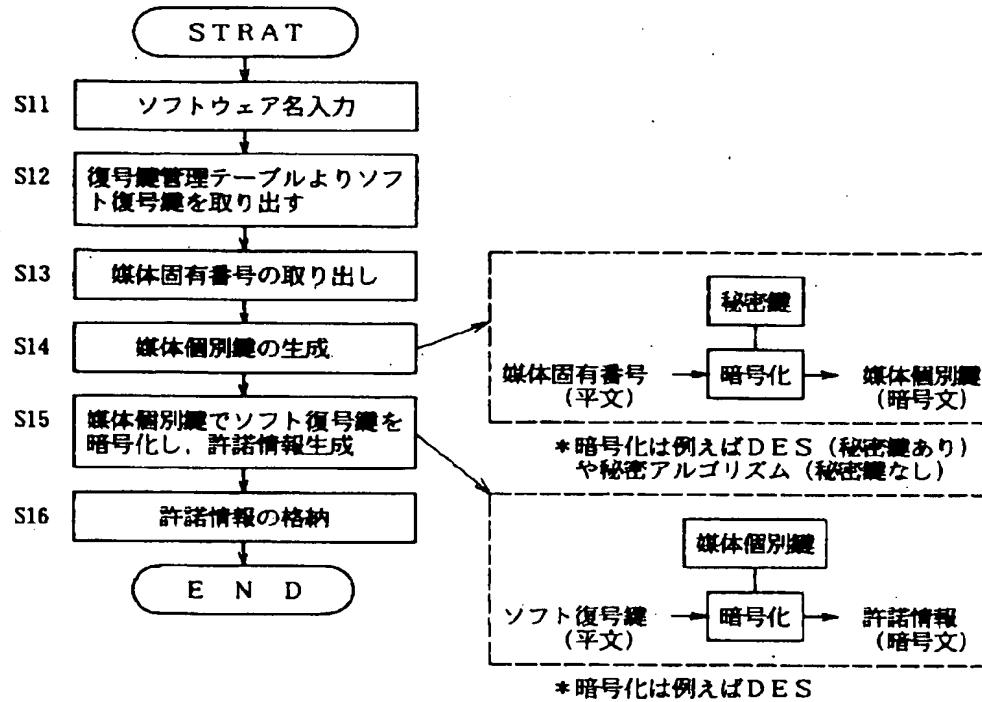 STRAT
S11
ソフトウェア名入力
S12
復号鍵管理テーブルよりソフ
ト復号鍵を取り出す
S13
媒体固有番号の取り出し
S14
媒体個別鍵の生成
S15
媒体個別鍵でソフト復号鍵を
暗号化し，許諾情報生成
S16
許諾情報の格納
END
秘密鍵
媒体固有番号
(平文)
暗号化
媒体個別鍵
(暗号文)
*暗号化は例えばDES(秘密鍵あり)
や秘密アルゴリズム(秘密鍵なし)
媒体個別鍵
ソフト復号鍵
(平文)
暗号化
許諾情報
(暗号文)
*暗号化は例えばDES